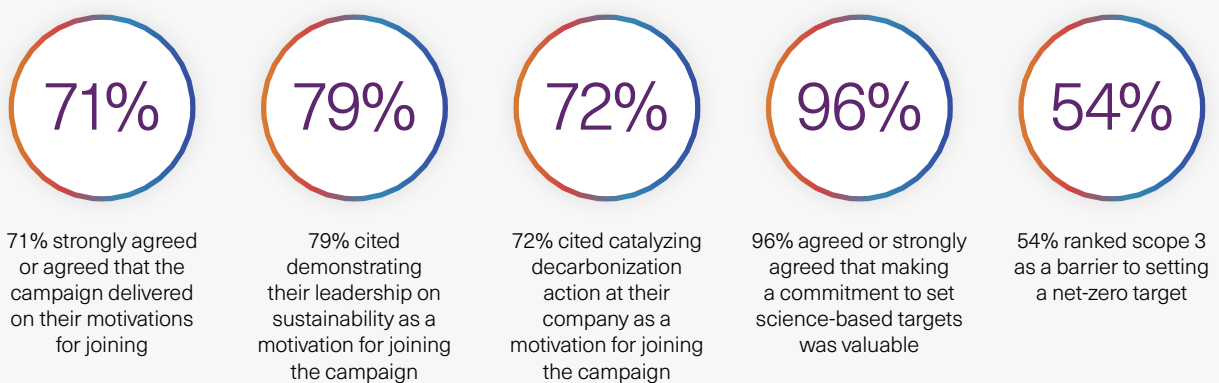 71%
79%
72%
96%
54%
71% strongly agreed
or agreed that the
campaign delivered
on their motivations
for joining
79% cited
demonstrating
their leadership on
sustainability as a
motivation for joining
the campaign
72% cited catalyzing
decarbonization
action at their
company as a
motivation for joining
the campaign
96% agreed or strongly
agreed that making
a commitment to set
science-based targets
was valuable
54% ranked scope 3
as a barrier to setting
a net-zero target